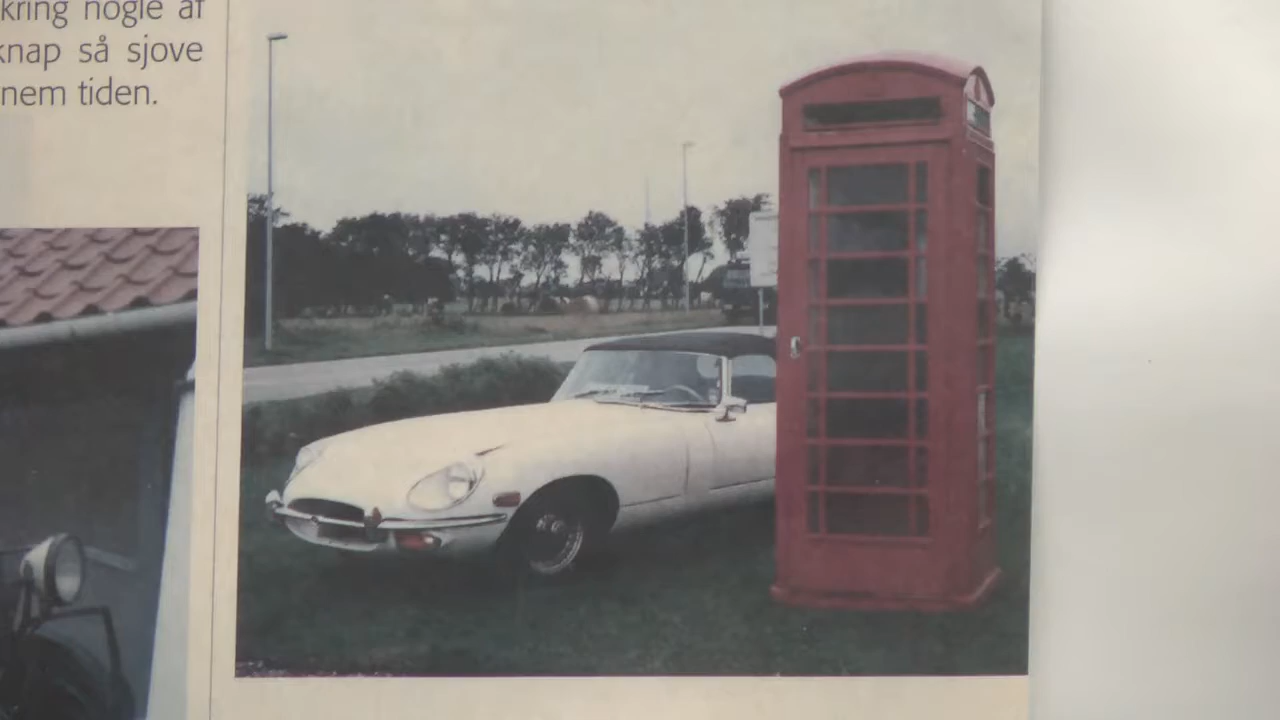 kring nogle af
knap så sjove
nem tiden.